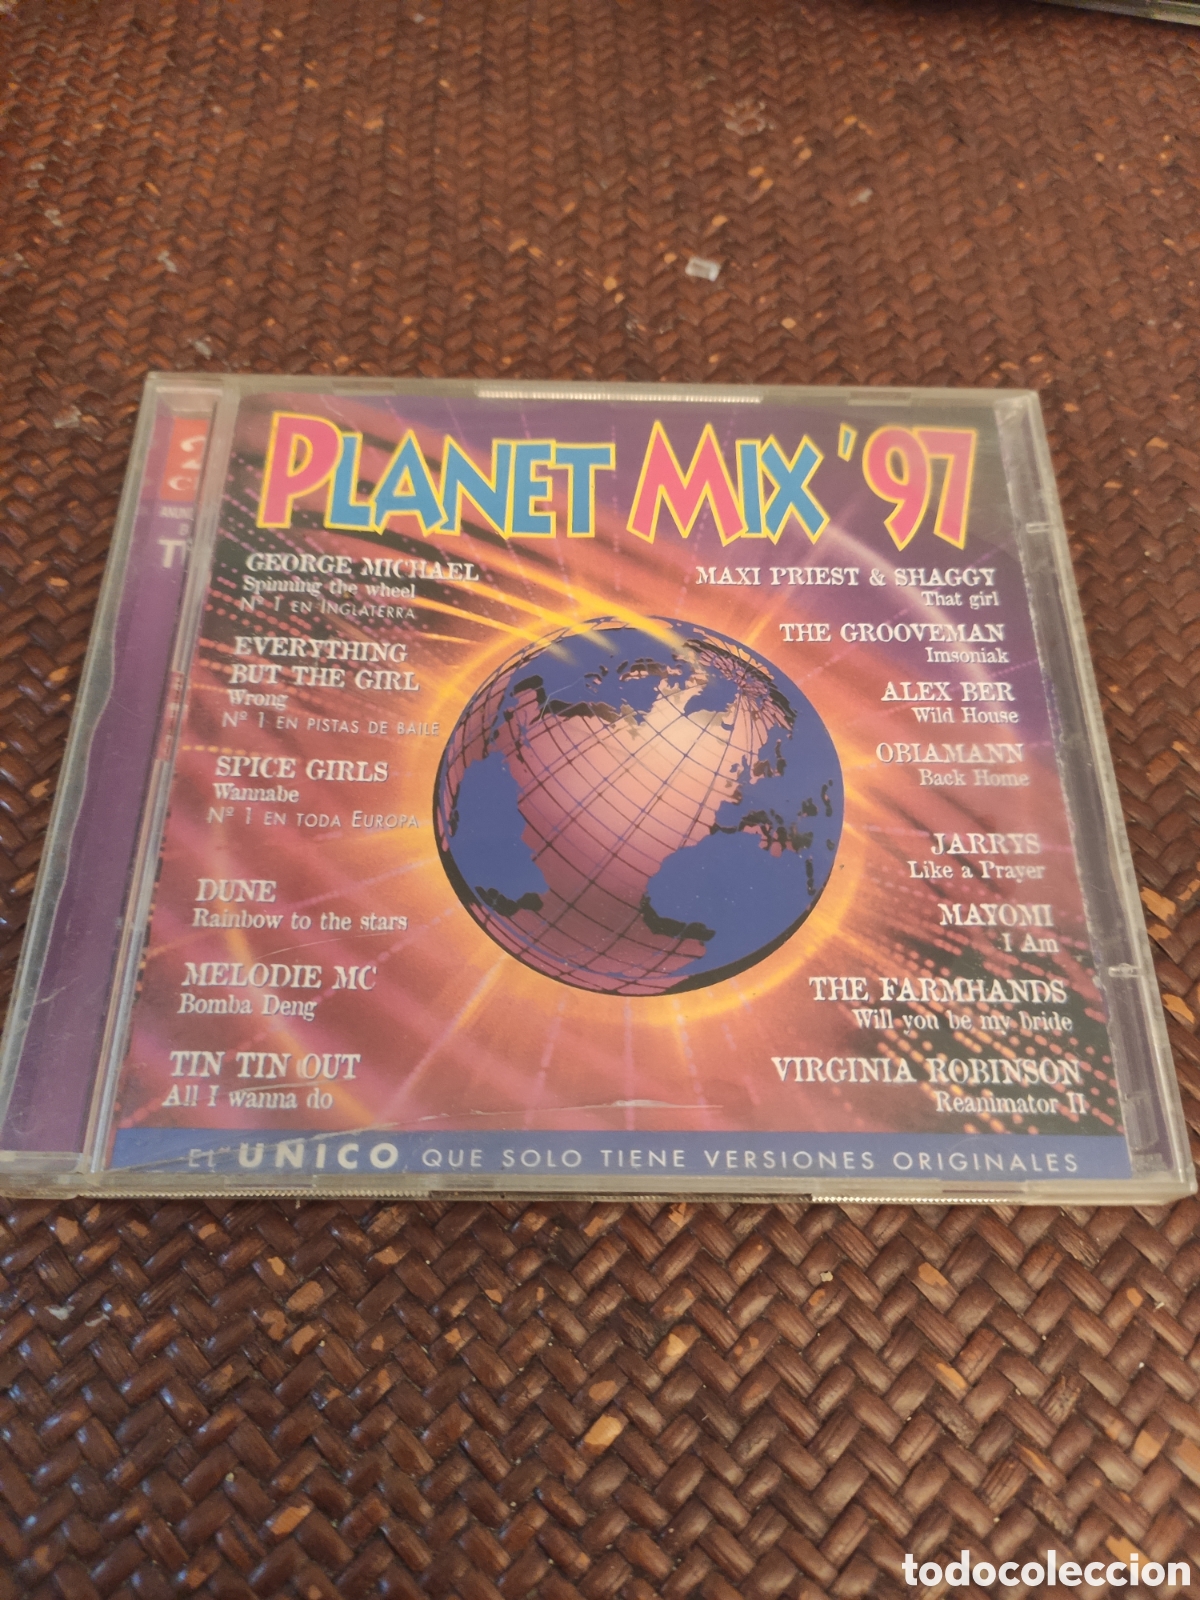 PLANET MIX '97
GEORGE MICHAEL
Spinning the wheel
Nº 1 EN INGLATERRA
EVERYTHING
BUT THE GIRL
Wrong
Nº 1 EN PISTAS DE BAILE
SPICE GIRLS
Wannabe
Nº 1 EN TODA EUROPA
DUNE
Rainbow to the stars
MELODIE MC
Bomba Deng
TIN TIN OUT
All I wanna do
MAXI PRIEST & SHAGGY
That girl
THE GROOVEMAN
Imsoniak
ALEX BER
Wild House
OBIAMANN
Back Home
JARRYS
Like a Prayer
MAYOMI
I Am
THE FARMHANDS
Will you be my bride
VIRGINIA ROBINSON
Reanimator II
EL UNICO QUE SOLO TIENE VERSIONES ORIGINALES
todocoleccion